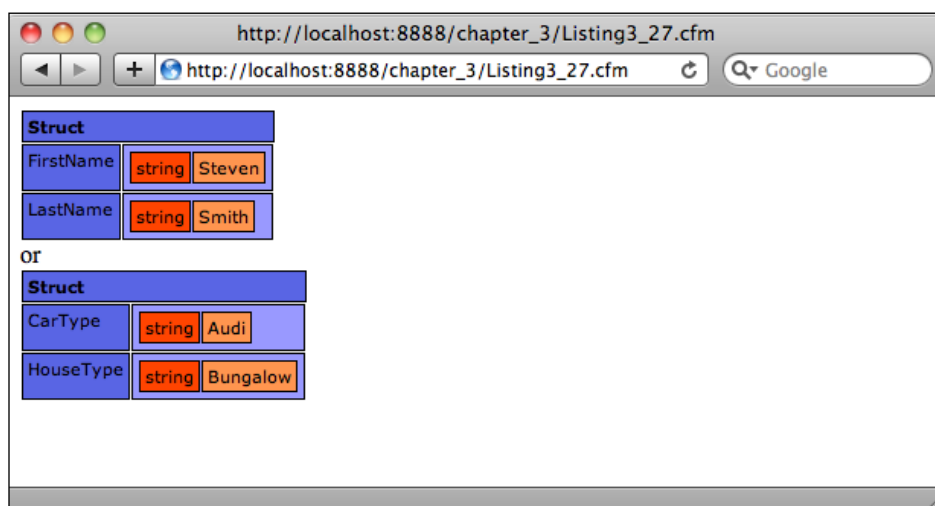 http://localhost:8888/chapter_3/Listing3_27.cfm
+ http://localhost:8888/chapter_3/Listing3_27.cfm Google
Struct
FirstName string Steven
LastName string Smith
or
Struct
CarType string Audi
HouseType string Bungalow